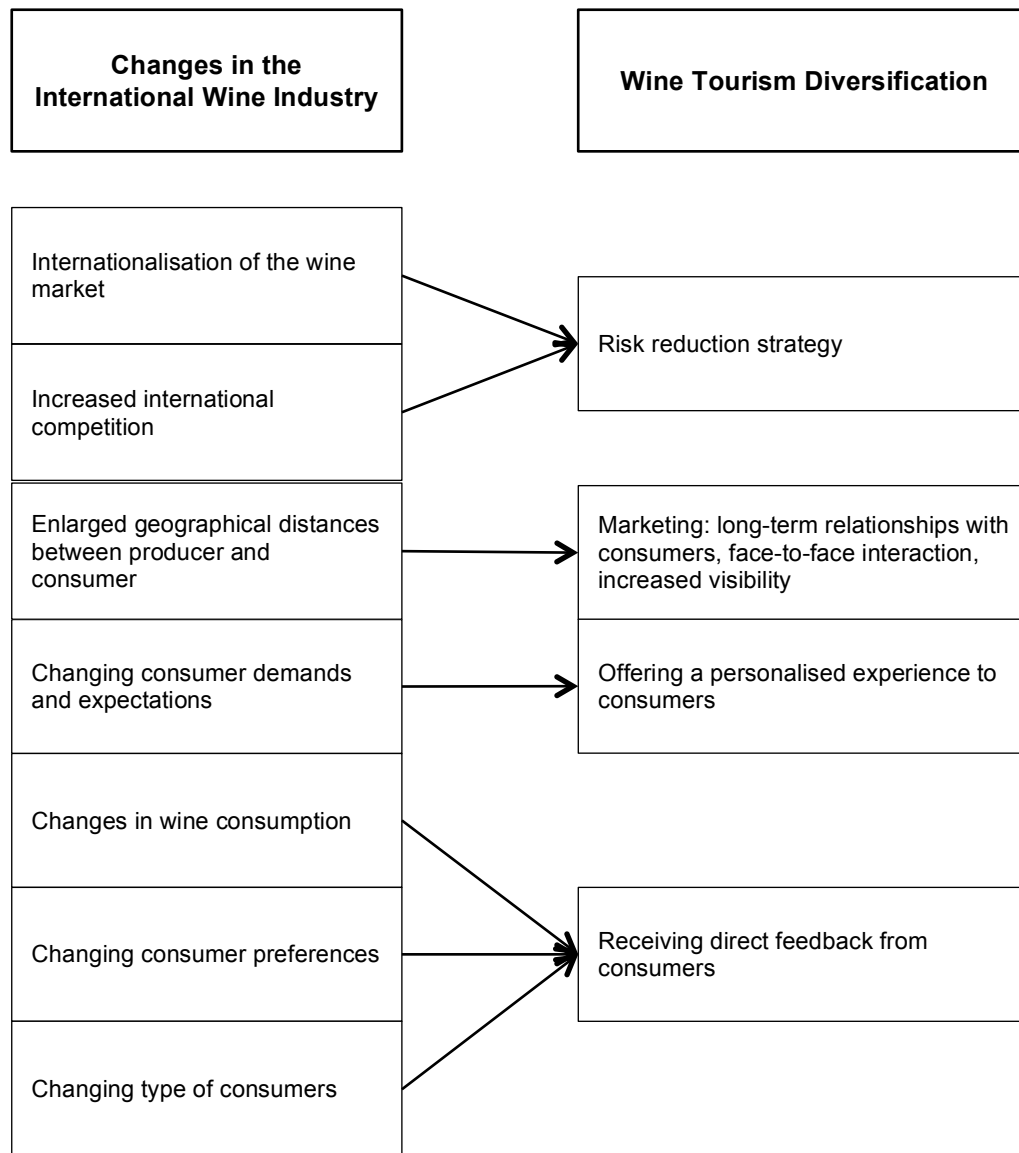 Changes in the
International Wine Industry
Wine Tourism Diversification
Internationalisation of the wine
market
Increased international
competition
Risk reduction strategy
Enlarged geographical distances
between producer and
consumer
Marketing: long-term relationships with
consumers, face-to-face interaction,
increased visibility
Changing consumer demands
and expectations
Offering a personalised experience to
consumers
Changes in wine consumption
Changing consumer preferences
Receiving direct feedback from
consumers
Changing type of consumers